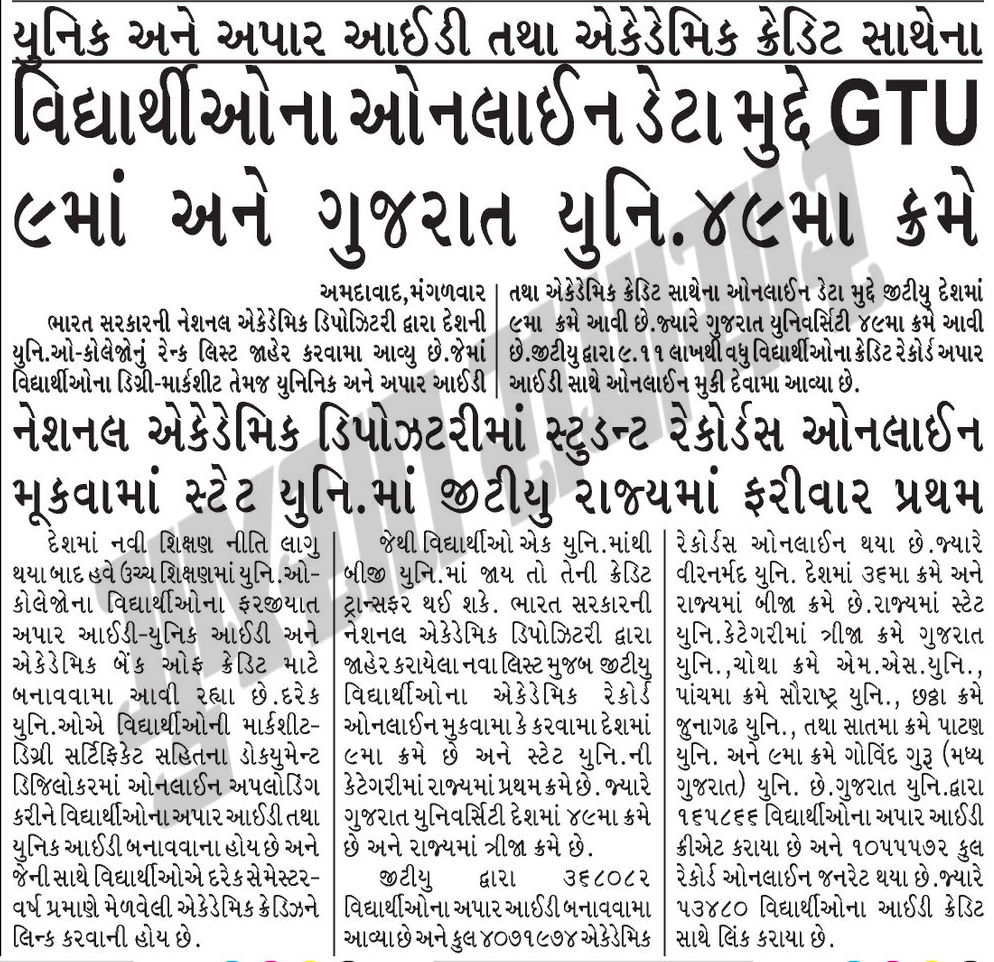 યુનિક અને અપાર આઈડી તથા એકેડેમિક ક્રેડિટ સાથેના
વિદ્યાર્થીઓના ઓનલાઈન ડેટા મુદ્દે GTU
૯માં અને ગુજરાત યુનિ.૪૯મા ક્રમે
અમદાવાદ,મંગળવાર
ભારત સરકારની નેશનલ એકેડેમિક ડિપોઝિટરી દ્વારા દેશની
યુનિ.ઓ-કોલેજોનું રેન્ક લિસ્ટ જાહેર કરવામા આવ્યુ છે.જેમાં
વિદ્યાર્થીઓના ડિગ્રી-માર્કશીટ તેમજ યુનિનિક અને અપાર આઈડી
તથા એકેડેમિક ક્રેડિટ સાથેના ઓનલાઈન ડેટા મુદ્દે જીટીયુ દેશમાં
૯મા ક્રમે આવી છે.જ્યારે ગુજરાત યુનિવર્સિટી ૪૯મા ક્રમે આવી
છે.જીટીયુ દ્વારા ૯.૧૧ લાખથી વધુ વિદ્યાર્થીઓના ક્રેડિટ રેકોર્ડ અપાર
આઈડી સાથે ઓનલાઈન મુકી દેવામા આવ્યા છે.
નેશનલ એકેડેમિક ડિપોઝટરીમાં સ્ટુડન્ટ રેકોર્ડસ ઓનલાઈન
મૂકવામાં સ્ટેટ યુનિ.માં જીટીયુ રાજ્યમાં ફરીવાર પ્રથમ
દેશમાં નવી શિક્ષણ નીતિ લાગુ
થયા બાદ હવે ઉચ્ચ શિક્ષણમાં યુનિ.ઓ-
કોલેજોના વિદ્યાર્થીઓના ફરજીયાત
અપાર આઈડી-યુનિક આઈડી અને
એકેડેમિક બેંક ઓફ ક્રેડિટ માટે
બનાવવામા આવી રહ્યા છે.દરેક
યુનિ.ઓએ વિદ્યાર્થીઓની માર્કશીટ-
ડિગ્રી સર્ટિફિકેટ સહિતના ડોકયુમેન્ટ
ડિજિલોકરમાં ઓનલાઈન અપલોડિંગ
કરીને વિદ્યાર્થીઓના અપાર આઈડી તથા
યુનિક આઈડી બનાવવાના હોય છે અને
જેની સાથે વિદ્યાર્થીએ દરેક સેમેસ્ટર-
વર્ષ પ્રમાણે મેળવેલી એકેડેમિક ક્રેડિઝને
લિન્ક કરવાની હોય છે.
જેથી વિદ્યાર્થીઓ એક યુનિ.માંથી
બીજી યુનિ.માં જાય તો તેની ક્રેડિટ
ટ્રાન્સફર થઈ શકે. ભારત સરકારની
નેશનલ એકેડેમિક ડિપોઝિટરી દ્વારા
જાહેર કરાયેલા નવા લિસ્ટ મુજબ જીટીયુ
વિદ્યાર્થીઓના એકેડેમિક રેકોર્ડ
ઓનલાઈન મુકવામા કે કરવામા દેશમાં
૯મા ક્રમે છે અને સ્ટેટ યુનિ.ની
કેટેગરીમાં રાજ્યમાં પ્રથમ ક્રમે છે. જ્યારે
ગુજરાત યુનિવર્સિટી દેશમાં ૪૯મા ક્રમે
છે અને રાજ્યમાં ત્રીજા ક્રમે છે.
જીટીયુ દ્વારા ૩૬૮૦૮૨
વિદ્યાર્થીઓના અપાર આઈડી બનાવવામા
આવ્યા છે અને કુલ ૪૦૭૧૯૭૪ એકેડેમિક
રેકોર્ડસ ઓનલાઈન થયા છે.જ્યારે
વીરનર્મદ યુનિ. દેશમાં ૩૬મા ક્રમે અને
રાજ્યમાં બીજા ક્રમે છે.રાજ્યમાં સ્ટેટ
યુનિ.કેટેગરીમાં ત્રીજા ક્રમે ગુજરાત
યુનિ.,ચોથા ક્રમે એમ.એસ.યુનિ.,
પાંચમા ક્રમે સૌરાષ્ટ્ર યુનિ., છઠ્ઠા ક્રમે
જુનાગઢ યુનિ., તથા સાતમા ક્રમે પાટણ
યુનિ. અને ૯મા ક્રમે ગોવિંદ ગુરૂ (મધ્ય
ગુજરાત) યુનિ. છે.ગુજરાત યુનિ.દ્વારા
૧૬૫૮૬૬ વિદ્યાર્થીઓના અપાર આઈડી
ક્રીએટ કરાયા છે અને ૧૦૫૫૫૭૨ કુલ
રેકોર્ડ ઓનલાઈન જનરેટ થયા છે.જ્યારે
૫૩૪૮૦ વિદ્યાર્થીઓના આઈડી ક્રેડિટ
સાથે લિંક કરાયા છે.